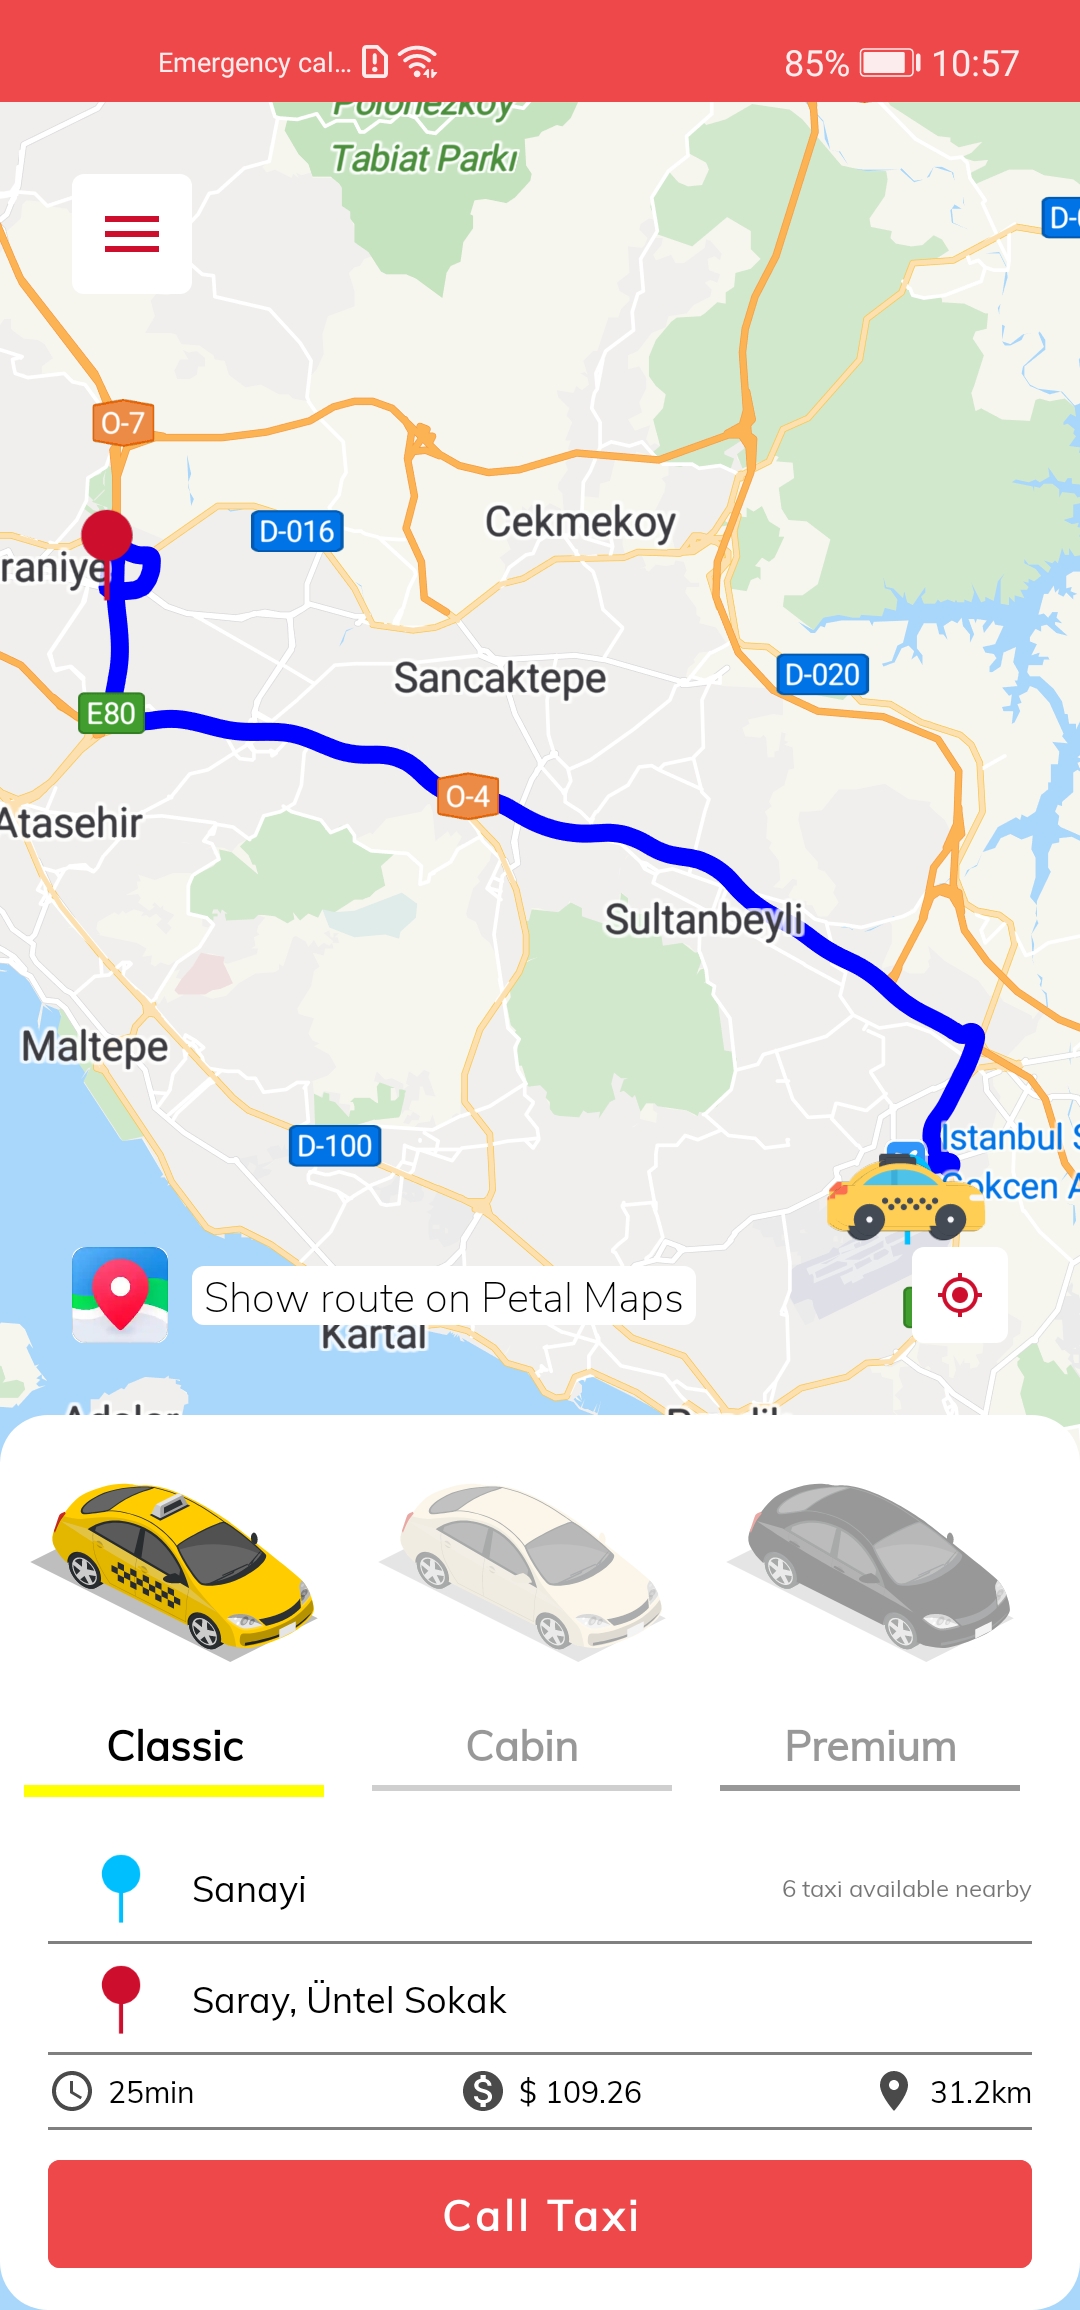 Emergency cal...
85%
10:57
Tabiat Parkı
O-7
D-016
Cekmekoy
raniye
Sancaktepe
D-020
E80
O-4
Atasehir
Sultanbeyli
Maltepe
D-100
Istanbul S
okcen A
Show route on Petal Maps
Kartal
Classic
Cabin
Premium
Sanayi
6 taxi available nearby
Saray, Üntel Sokak
25min
$ 109.26
31.2km
Call Taxi